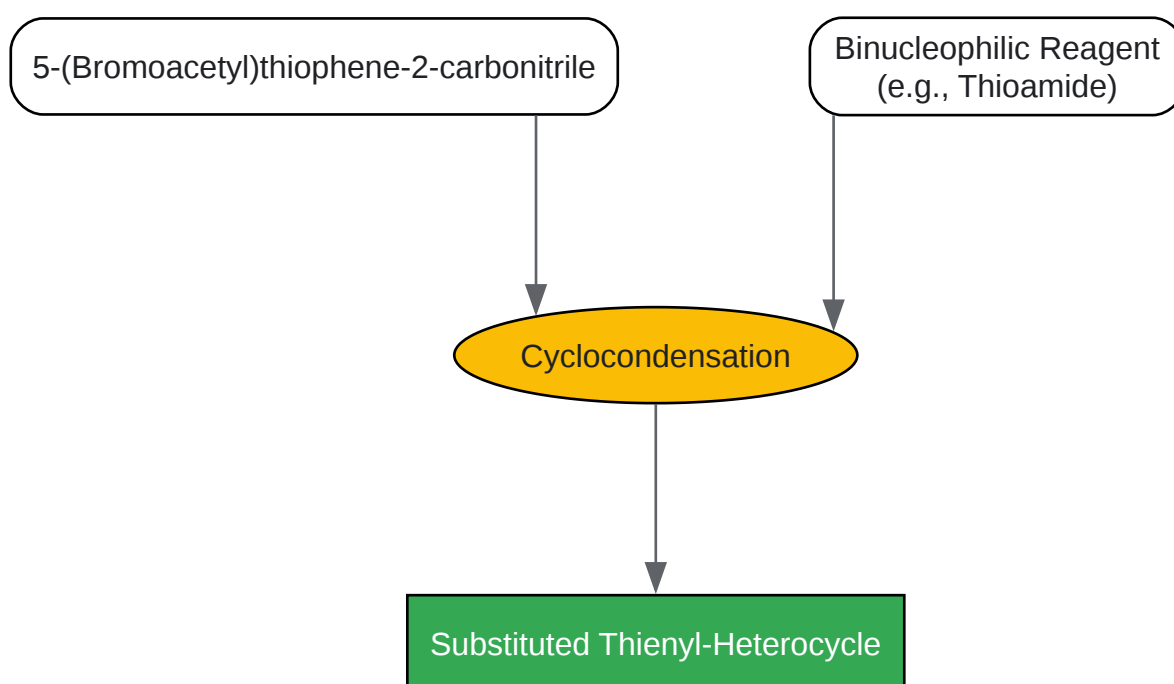 5-(Bromoacetyl)thiophene-2-carbonitrile
Binucleophilic Reagent
(e.g., Thioamide)
Cyclocondensation
Substituted Thienyl-Heterocycle